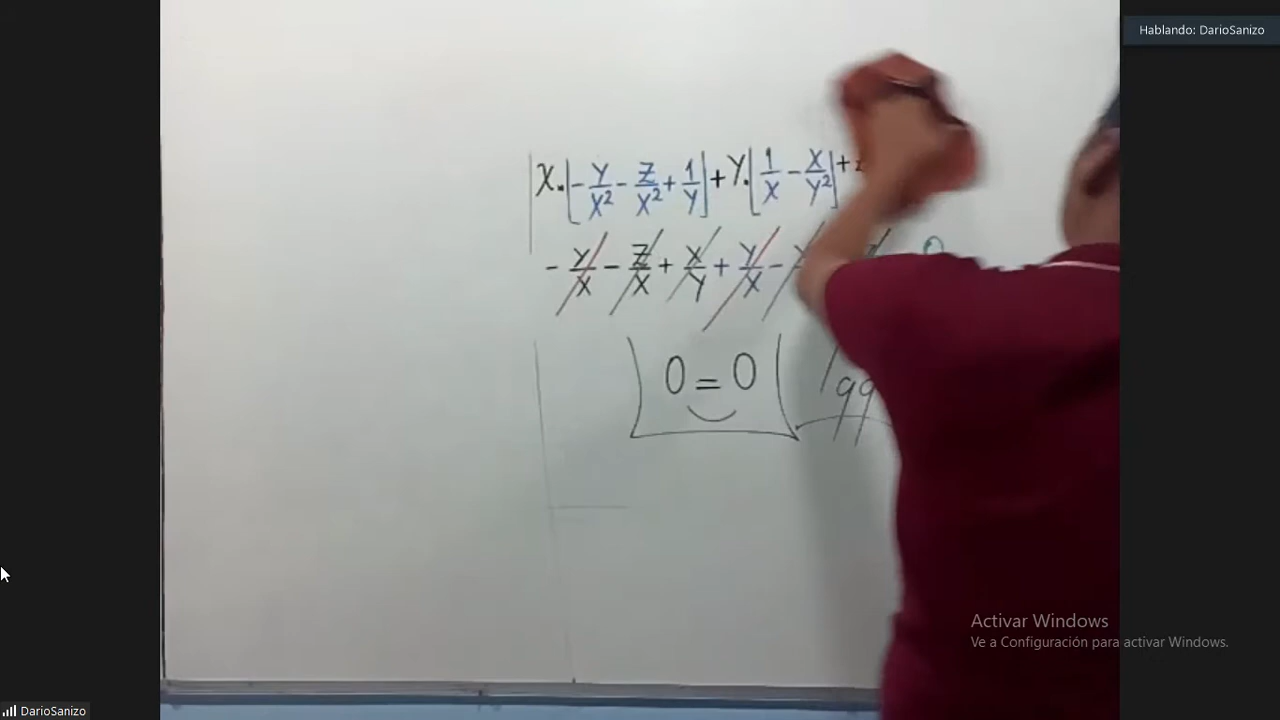 Hablando: DarioSanizo
X·[-Y/X² - Z/X² + 1/Y] + Y·[1/X - X/Y²] +
- Y/X - Z/X + X/Y + Y/X -
0 = 0
Activar Windows
Ve a Configuración para activar Windows.
DarioSanizo